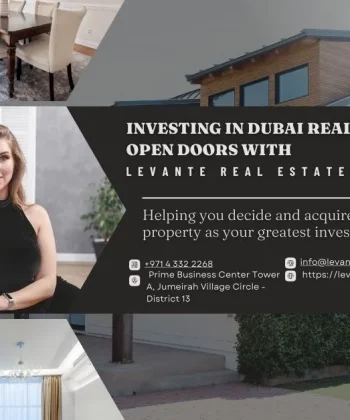 INVESTING IN DUBAI REAL
OPEN DOORS WITH
LEVANTE REAL ESTATE
Helping you decide and acquire
property as your greatest inves
+971 4 332 2268
info@levan
Prime Business Center Tower
https://lev
A, Jumeirah Village Circle -
District 13